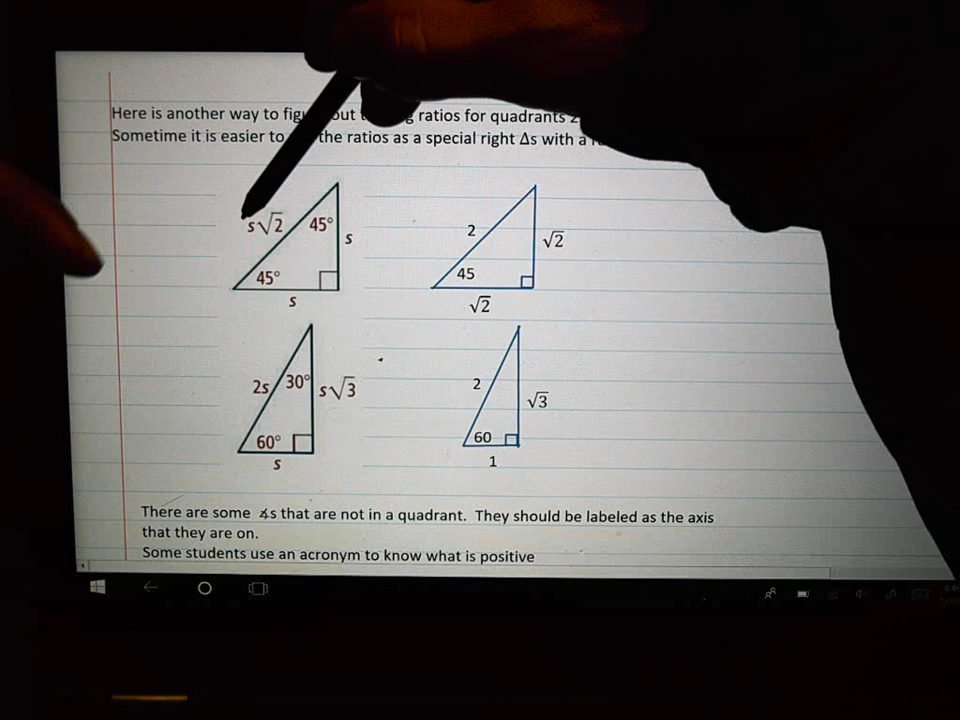 Here is another way to ratios for quadrants
Sometime it is easier to the ratios as a special right Δs with a
s√2 45° s
45°
s
2 √2
45
√2
2s 30° s√3
60°
s
2 √3
60
1
There are some ∡s that are not in a quadrant. They should be labeled as the axis
that they are on.
Some students use an acronym to know what is positive